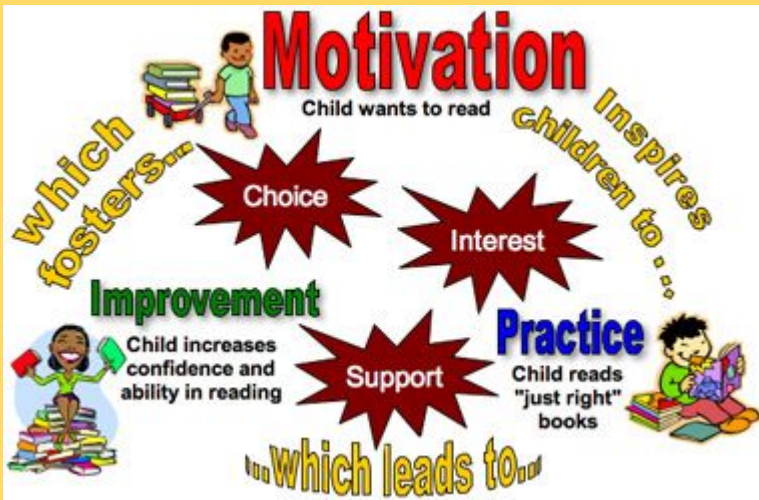 Motivation
Child wants to read
Inspires
Children to ...
Practice
Child reads
"just right"
books
...which leads to...
Improvement
Child increases
confidence and
ability in reading
which
fosters...
Choice
Interest
Support